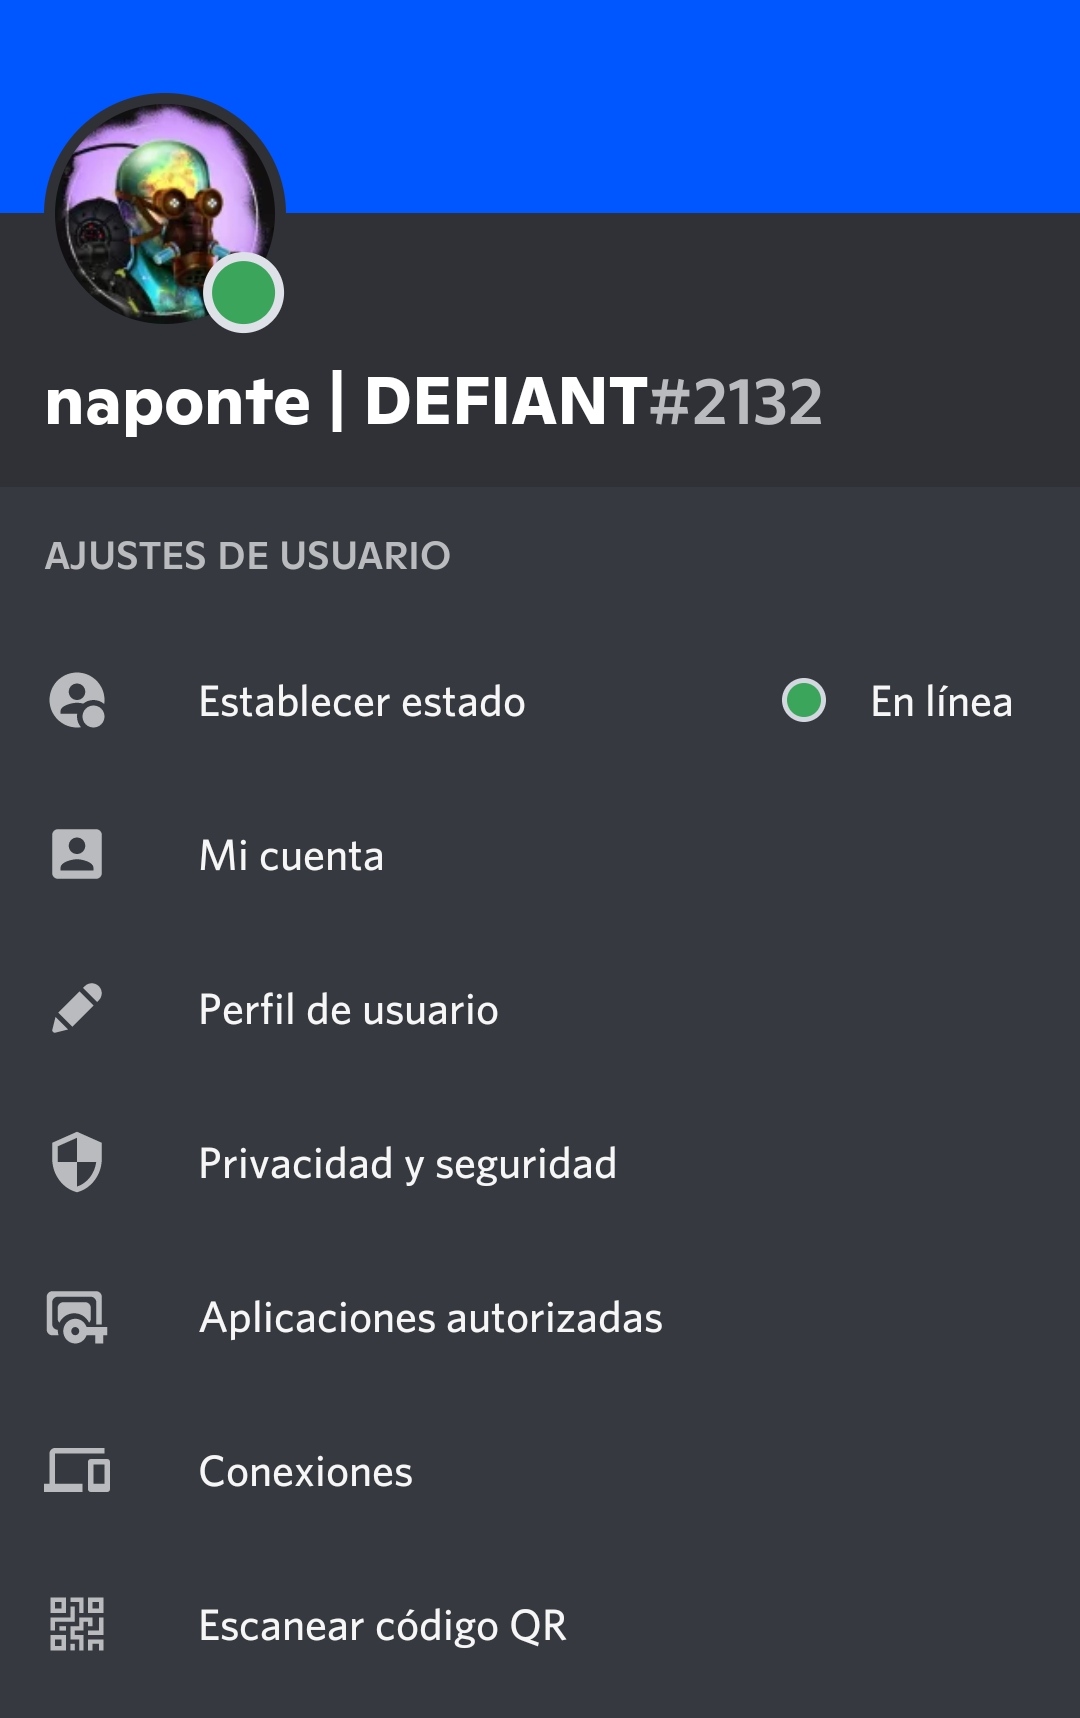 naponte | DEFIANT#2132
AJUSTES DE USUARIO
Establecer estado
En línea
Mi cuenta
Perfil de usuario
Privacidad y seguridad
Aplicaciones autorizadas
Conexiones
Escanear código QR